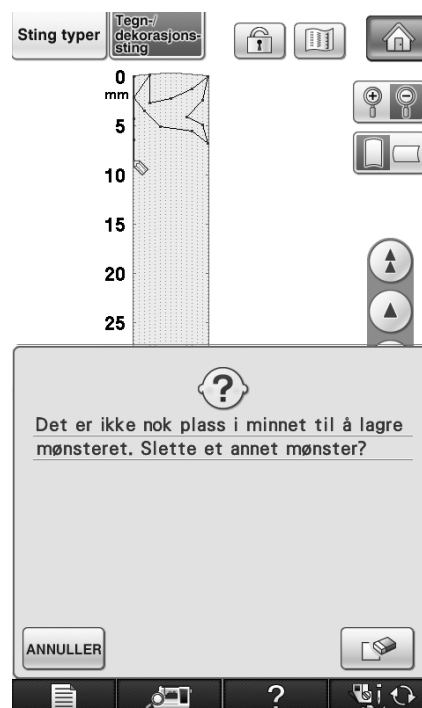 Sting typer
Tegn-/
dekorasjons-
sting
0
mm
5
10
15
20
25
?
Det er ikke nok plass i minnet til å lagre
mønsteret. Slette et annet mønster?
ANNULLER
?
i